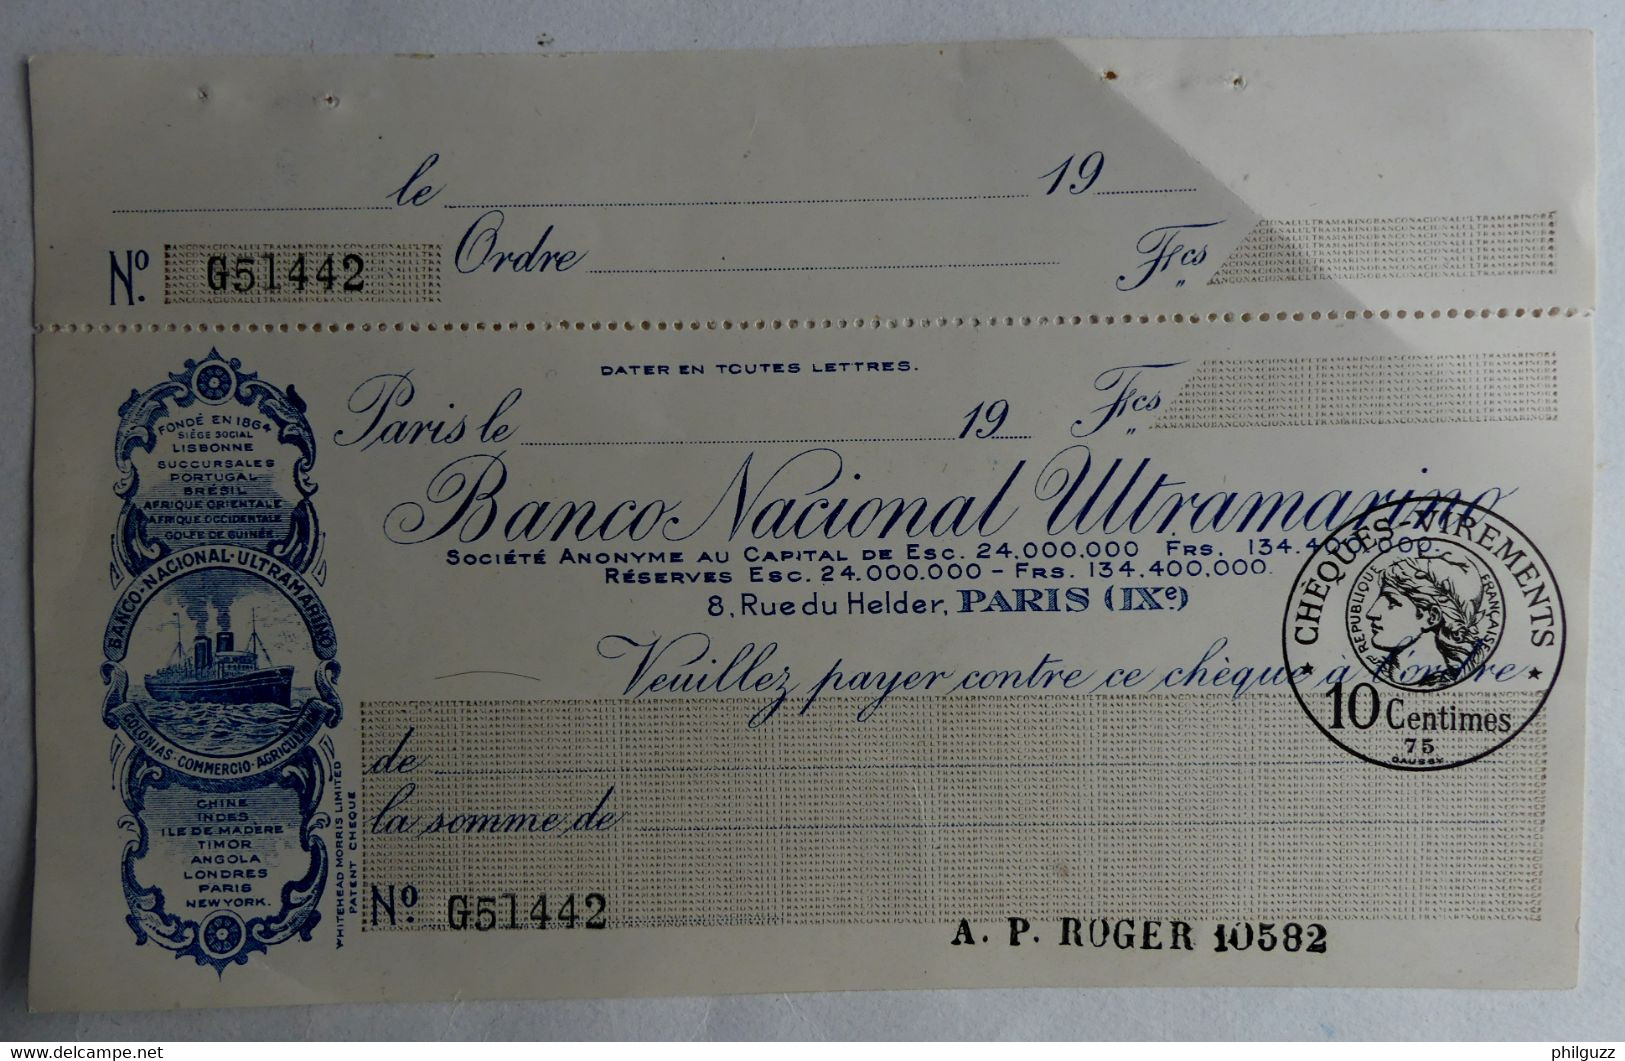 le 19
Nº. G51442 Ordre Fcs
DATER EN TOUTES LETTRES.
Paris le 19 Fcs
FONDÉ EN 1864
SIÈGE SOCIAL
LISBONNE
SUCCURSALES
PORTUGAL
BRÉSIL
AFRIQUE ORIENTALE
AFRIQUE OCCIDENTALE
GOLFE DE GUINÉE
BANCO·NACIONAL·ULTRAMARINO
COLONIAS·COMMERCIO·AGRICULTURA
CHINE
INDES
ILE DE MADÈRE
TIMOR
ANGOLA
LONDRES
PARIS
NEW YORK.
WHITEHEAD MORRIS LIMITED
PATENT CHEQUE
Banco Nacional Ultramarino
SOCIÉTÉ ANONYME AU CAPITAL DE ESC. 24.000.000 FRS. 134.400.000.
RÉSERVES ESC. 24.000.000 - FRS. 134.400.000.
8, Rue du Helder, PARIS (IXe)
Veuillez payer contre ce chèque à l'ordre
de
la somme de
Nº. G51442
A. P. ROGER 10582
★ CHÈQUES-VIREMENTS ★
RÉPUBLIQUE FRANÇAISE
10 Centimes
75
philguzz